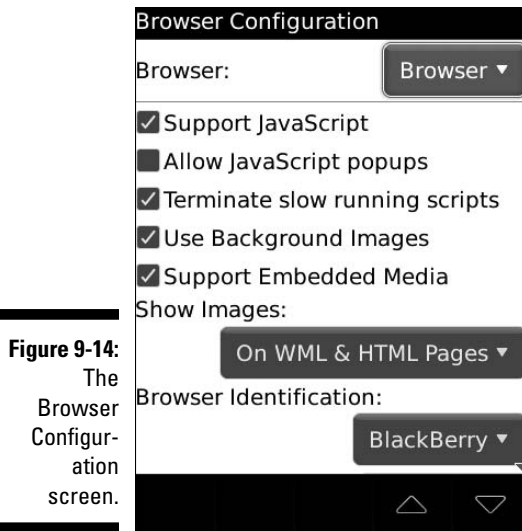 Browser Configuration
Browser:
Browser
Support JavaScript
Allow JavaScript popups
Terminate slow running scripts
Use Background Images
Support Embedded Media
Show Images:
On WML & HTML Pages
Browser Identification:
BlackBerry
Figure 9-14:
The
Browser
Configur-
ation
screen.